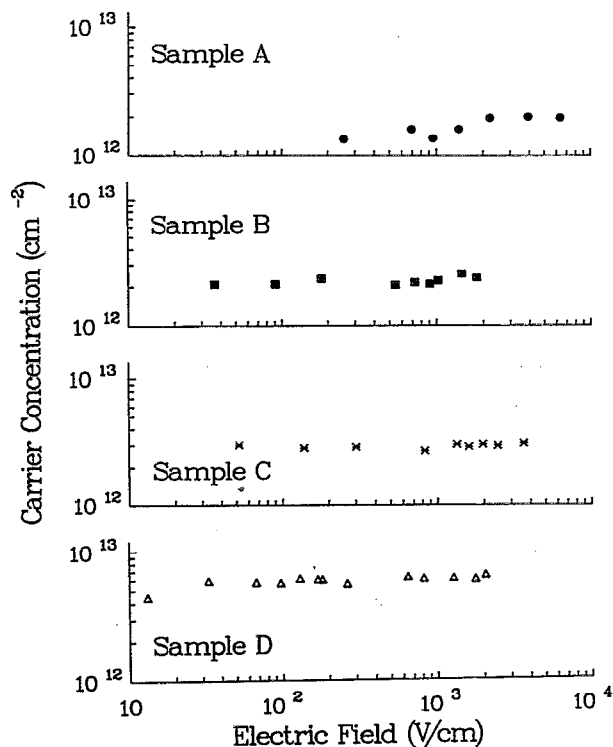 10 13
Sample A
10 12
10 13
Sample B
10 12
10 13
Sample C
10 12
10 13
Sample D
10 12
10
10 2
10 3
10 4
Electric Field (V/cm)
Carrier Concentration (cm −2)